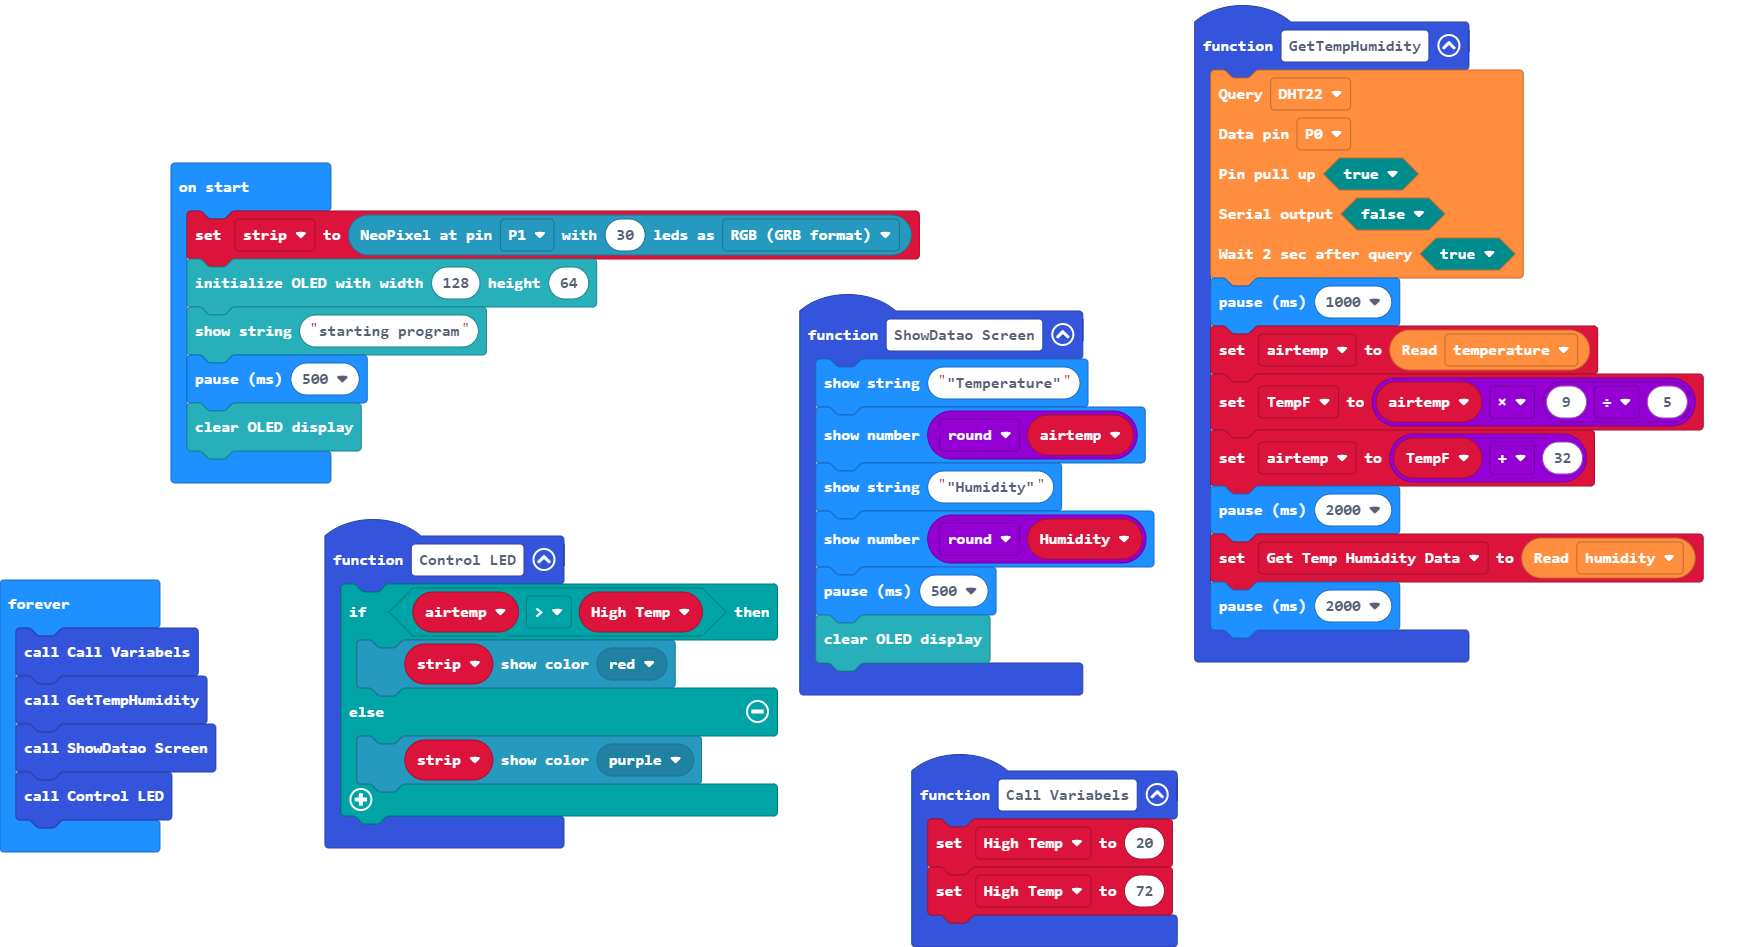 on start
set strip to NeoPixel at pin P1 with 30 leds as RGB (GRB format)
initialize OLED with width 128 height 64
show string "starting program"
pause (ms) 500
clear OLED display
forever
call Call Variabels
call GetTempHumidity
call ShowDatao Screen
call Control LED
function Control LED
if airtemp > High Temp then
strip show color red
else
strip show color purple
function ShowDatao Screen
show string ""Temperature""
show number round airtemp
show string ""Humidity""
show number round Humidity
pause (ms) 500
clear OLED display
function Call Variabels
set High Temp to 20
set High Temp to 72
function GetTempHumidity
Query DHT22
Data pin P0
Pin pull up true
Serial output false
Wait 2 sec after query true
pause (ms) 1000
set airtemp to Read temperature
set TempF to airtemp × 9 ÷ 5
set airtemp to TempF + 32
pause (ms) 2000
set Get Temp Humidity Data to Read humidity
pause (ms) 2000